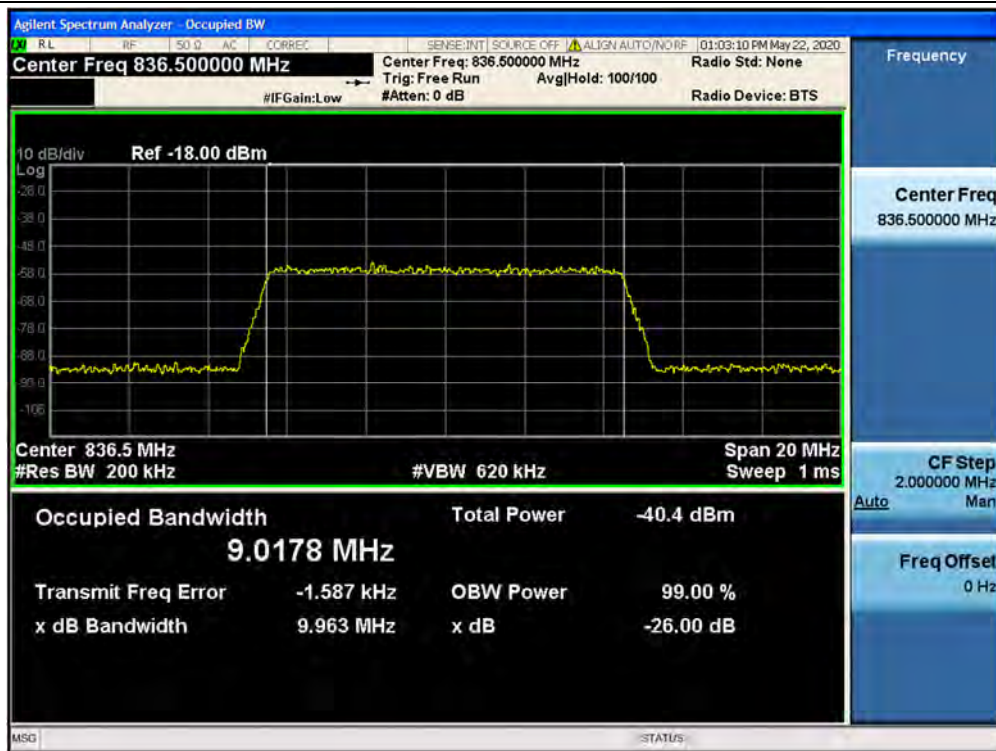 Agilent Spectrum Analyzer - Occupied BW
RL RF 50 Ω AC CORREC SENSE:INT SOURCE OFF ALIGN AUTO/NO RF 01:03:10 PM May 22, 2020
Center Freq 836.500000 MHz
Center Freq: 836.500000 MHz
Radio Std: None
Trig: Free Run Avg|Hold: 100/100
#IFGain:Low #Atten: 0 dB Radio Device: BTS
Frequency
10 dB/div Ref -18.00 dBm
Log
-28.0
-38.0
-48.0
-58.0
-68.0
-78.0
-88.0
-98.0
-108
Center 836.5 MHz Span 20 MHz
#Res BW 200 kHz #VBW 620 kHz Sweep 1 ms
Occupied Bandwidth Total Power -40.4 dBm
9.0178 MHz
Transmit Freq Error -1.587 kHz OBW Power 99.00 %
x dB Bandwidth 9.963 MHz x dB -26.00 dB
Center Freq
836.500000 MHz
CF Step
2.000000 MHz
Auto Man
Freq Offset
0 Hz
MSG STATUS